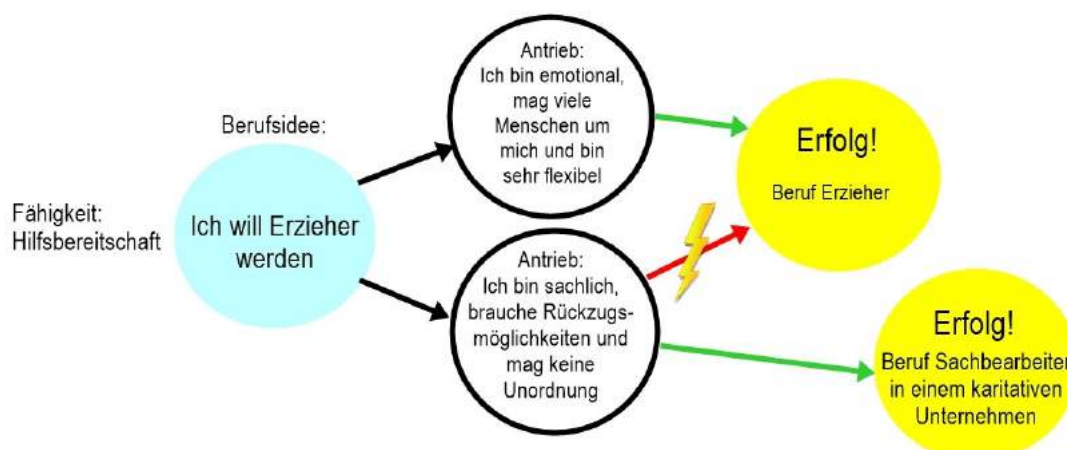 Fähigkeit:
Hilfsbereitschaft
Berufsidee:
Ich will Erzieher
werden
Antrieb:
Ich bin emotional,
mag viele
Menschen um
mich und bin
sehr flexibel
Antrieb:
Ich bin sachlich,
brauche Rückzugs-
möglichkeiten und
mag keine
Unordnung
Erfolg!
Beruf Erzieher
Erfolg!
Beruf Sachbearbeiter
in einem karitativen
Unternehmen